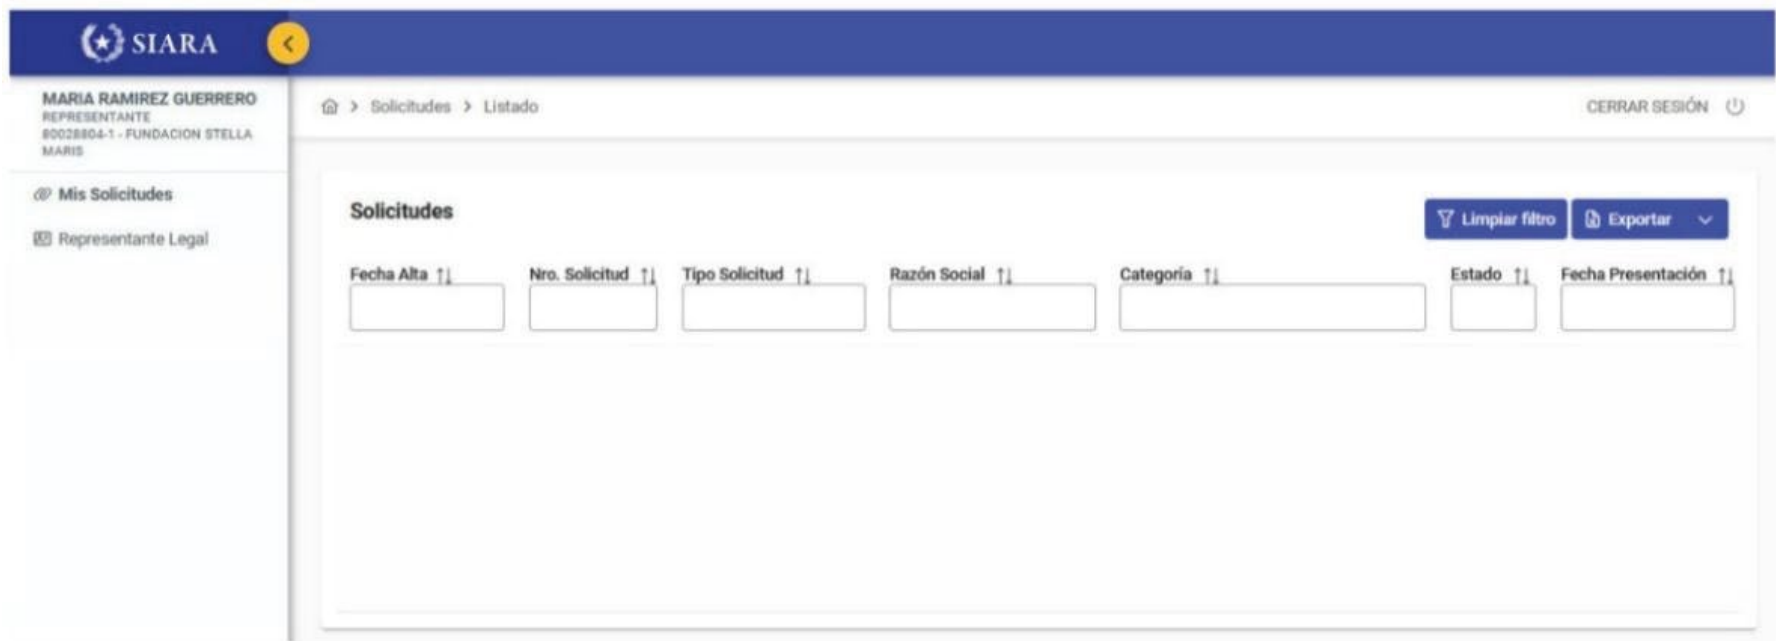 SIARA
MARIA RAMIREZ GUERRERO
REPRESENTANTE
80028804-1 - FUNDACION STELLA
MARIS
Solicitudes > Listado
CERRAR SESIÓN
Mis Solicitudes
Representante Legal
Solicitudes
Limpiar filtro
Exportar
Fecha Alta
Nro. Solicitud
Tipo Solicitud
Razón Social
Categoría
Estado
Fecha Presentación